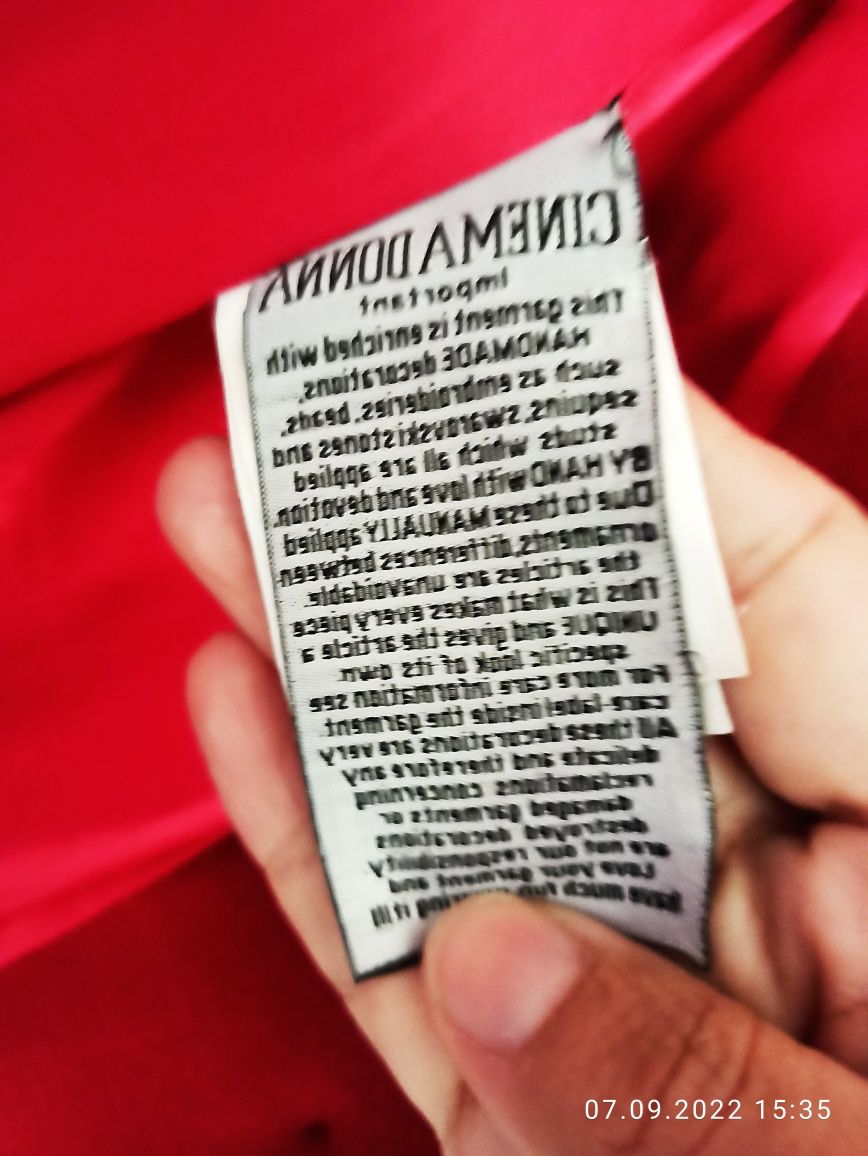 CINEMA DONNA
Important
This garment is enriched with
HANDMADE decorations,
such as embroideries, beads,
sequins, swarovski stones and
studs which all are applied
BY HAND with love and devotion.
Due to these MANUALLY applied
ornaments, differences between
the articles are unavoidable.
This is what makes every piece
UNIQUE and gives the article a
specific look of its own.
For more care information see
care-label inside the garment.
All these decorations are very
delicate and therefore any
reclamations concerning
damaged garments or
destroyed decorations
are not our responsibility
Love your garment and
have much fun wearing it !!!
07.09.2022 15:35